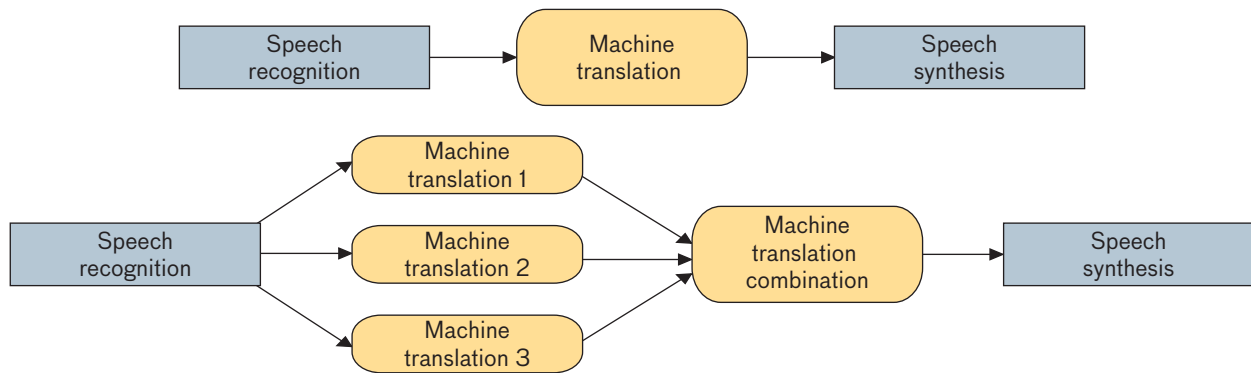 Speech
recognition
Machine
translation
Speech
synthesis
Machine
translation 1
Speech
recognition
Machine
translation 2
Machine
translation 3
Machine
translation
combination
Speech
synthesis